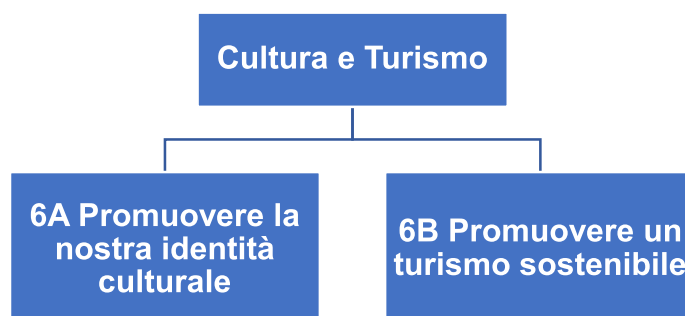 Cultura e Turismo
6A Promuovere la
nostra identità
culturale
6B Promuovere un
turismo sostenibile